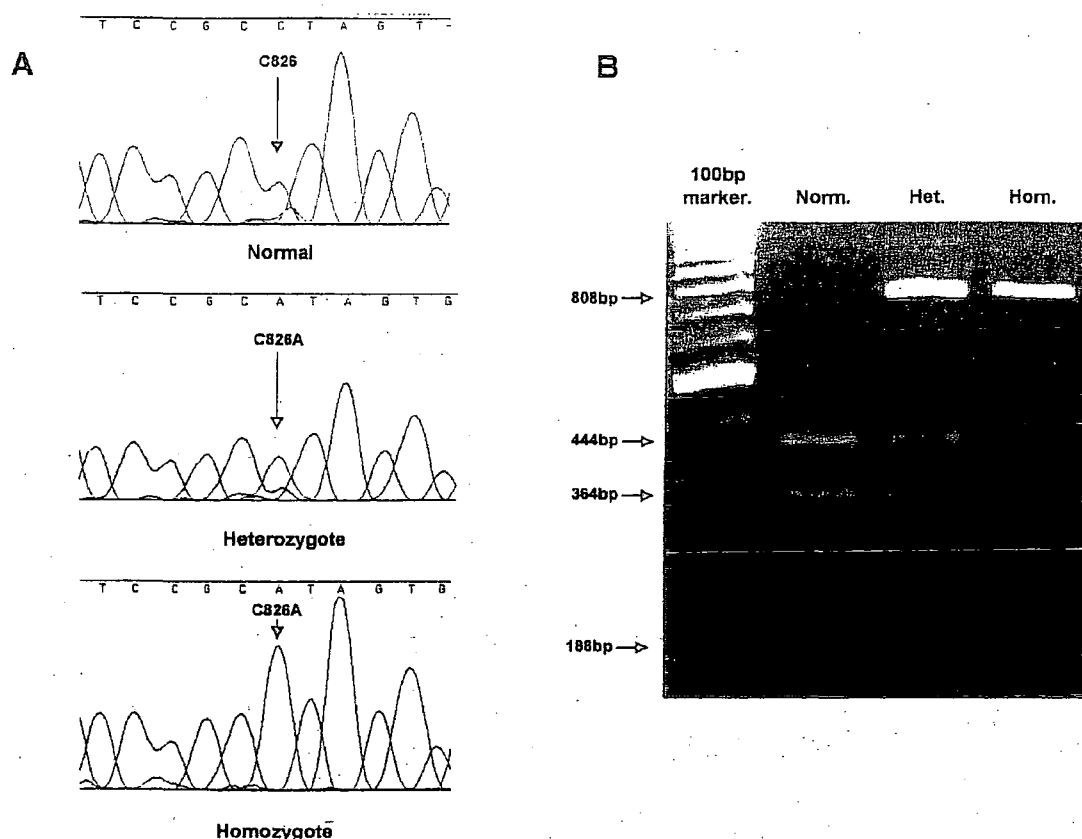 A
T C C G C C T A G T -
C826
Normal
T C C G C A T A G T G
C826A
Heterozygote
T C C G C A T A G T G
C826A
Homozygote
B
100bp
marker.
Norm.
Het.
Hom.
808bp
444bp
364bp
188bp